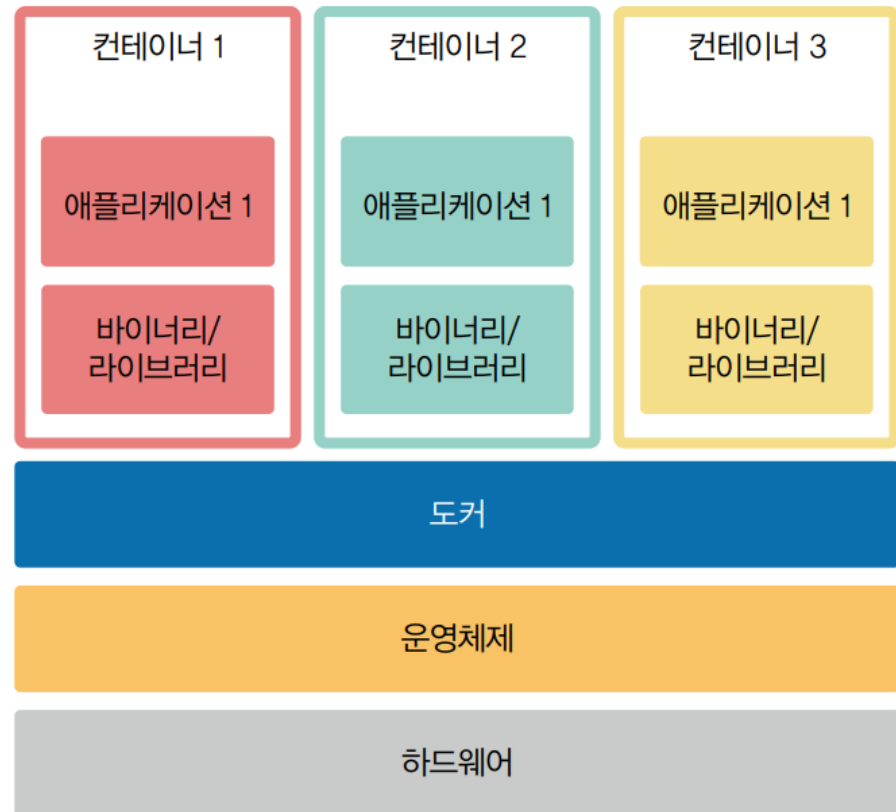 컨테이너 1
컨테이너 2
컨테이너 3
애플리케이션 1
애플리케이션 1
애플리케이션 1
바이너리/
라이브러리
바이너리/
라이브러리
바이너리/
라이브러리
도커
운영체제
하드웨어